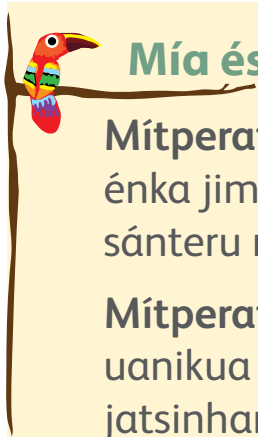 Mía és
Mítperat
énka jim
sánteru
Mítperat
uanikua
jatsinhar